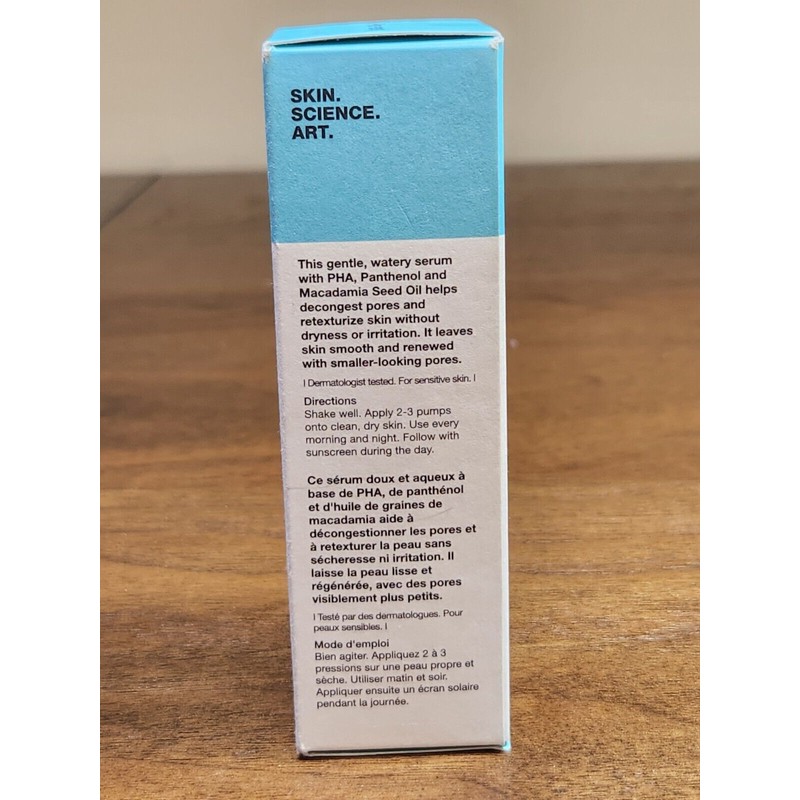 SKIN.
SCIENCE.
ART.
This gentle, watery serum
with PHA, Panthenol and
Macadamia Seed Oil helps
decongest pores and
retexturize skin without
dryness or irritation. It leaves
skin smooth and renewed
with smaller-looking pores.
| Dermatologist tested. For sensitive skin. |
Directions
Shake well. Apply 2-3 pumps
onto clean, dry skin. Use every
morning and night. Follow with
sunscreen during the day.
Ce sérum doux et aqueux à
base de PHA, de panthénol
et d'huile de graines de
macadamia aide à
décongestionner les pores et
à retexturer la peau sans
sécheresse ni irritation. Il
laisse la peau lisse et
régénérée, avec des pores
visiblement plus petits.
| Testé par des dermatologues. Pour
peaux sensibles. |
Mode d'emploi
Bien agiter. Appliquez 2 à 3
pressions sur une peau propre et
sèche. Utiliser matin et soir.
Appliquer ensuite un écran solaire
pendant la journée.